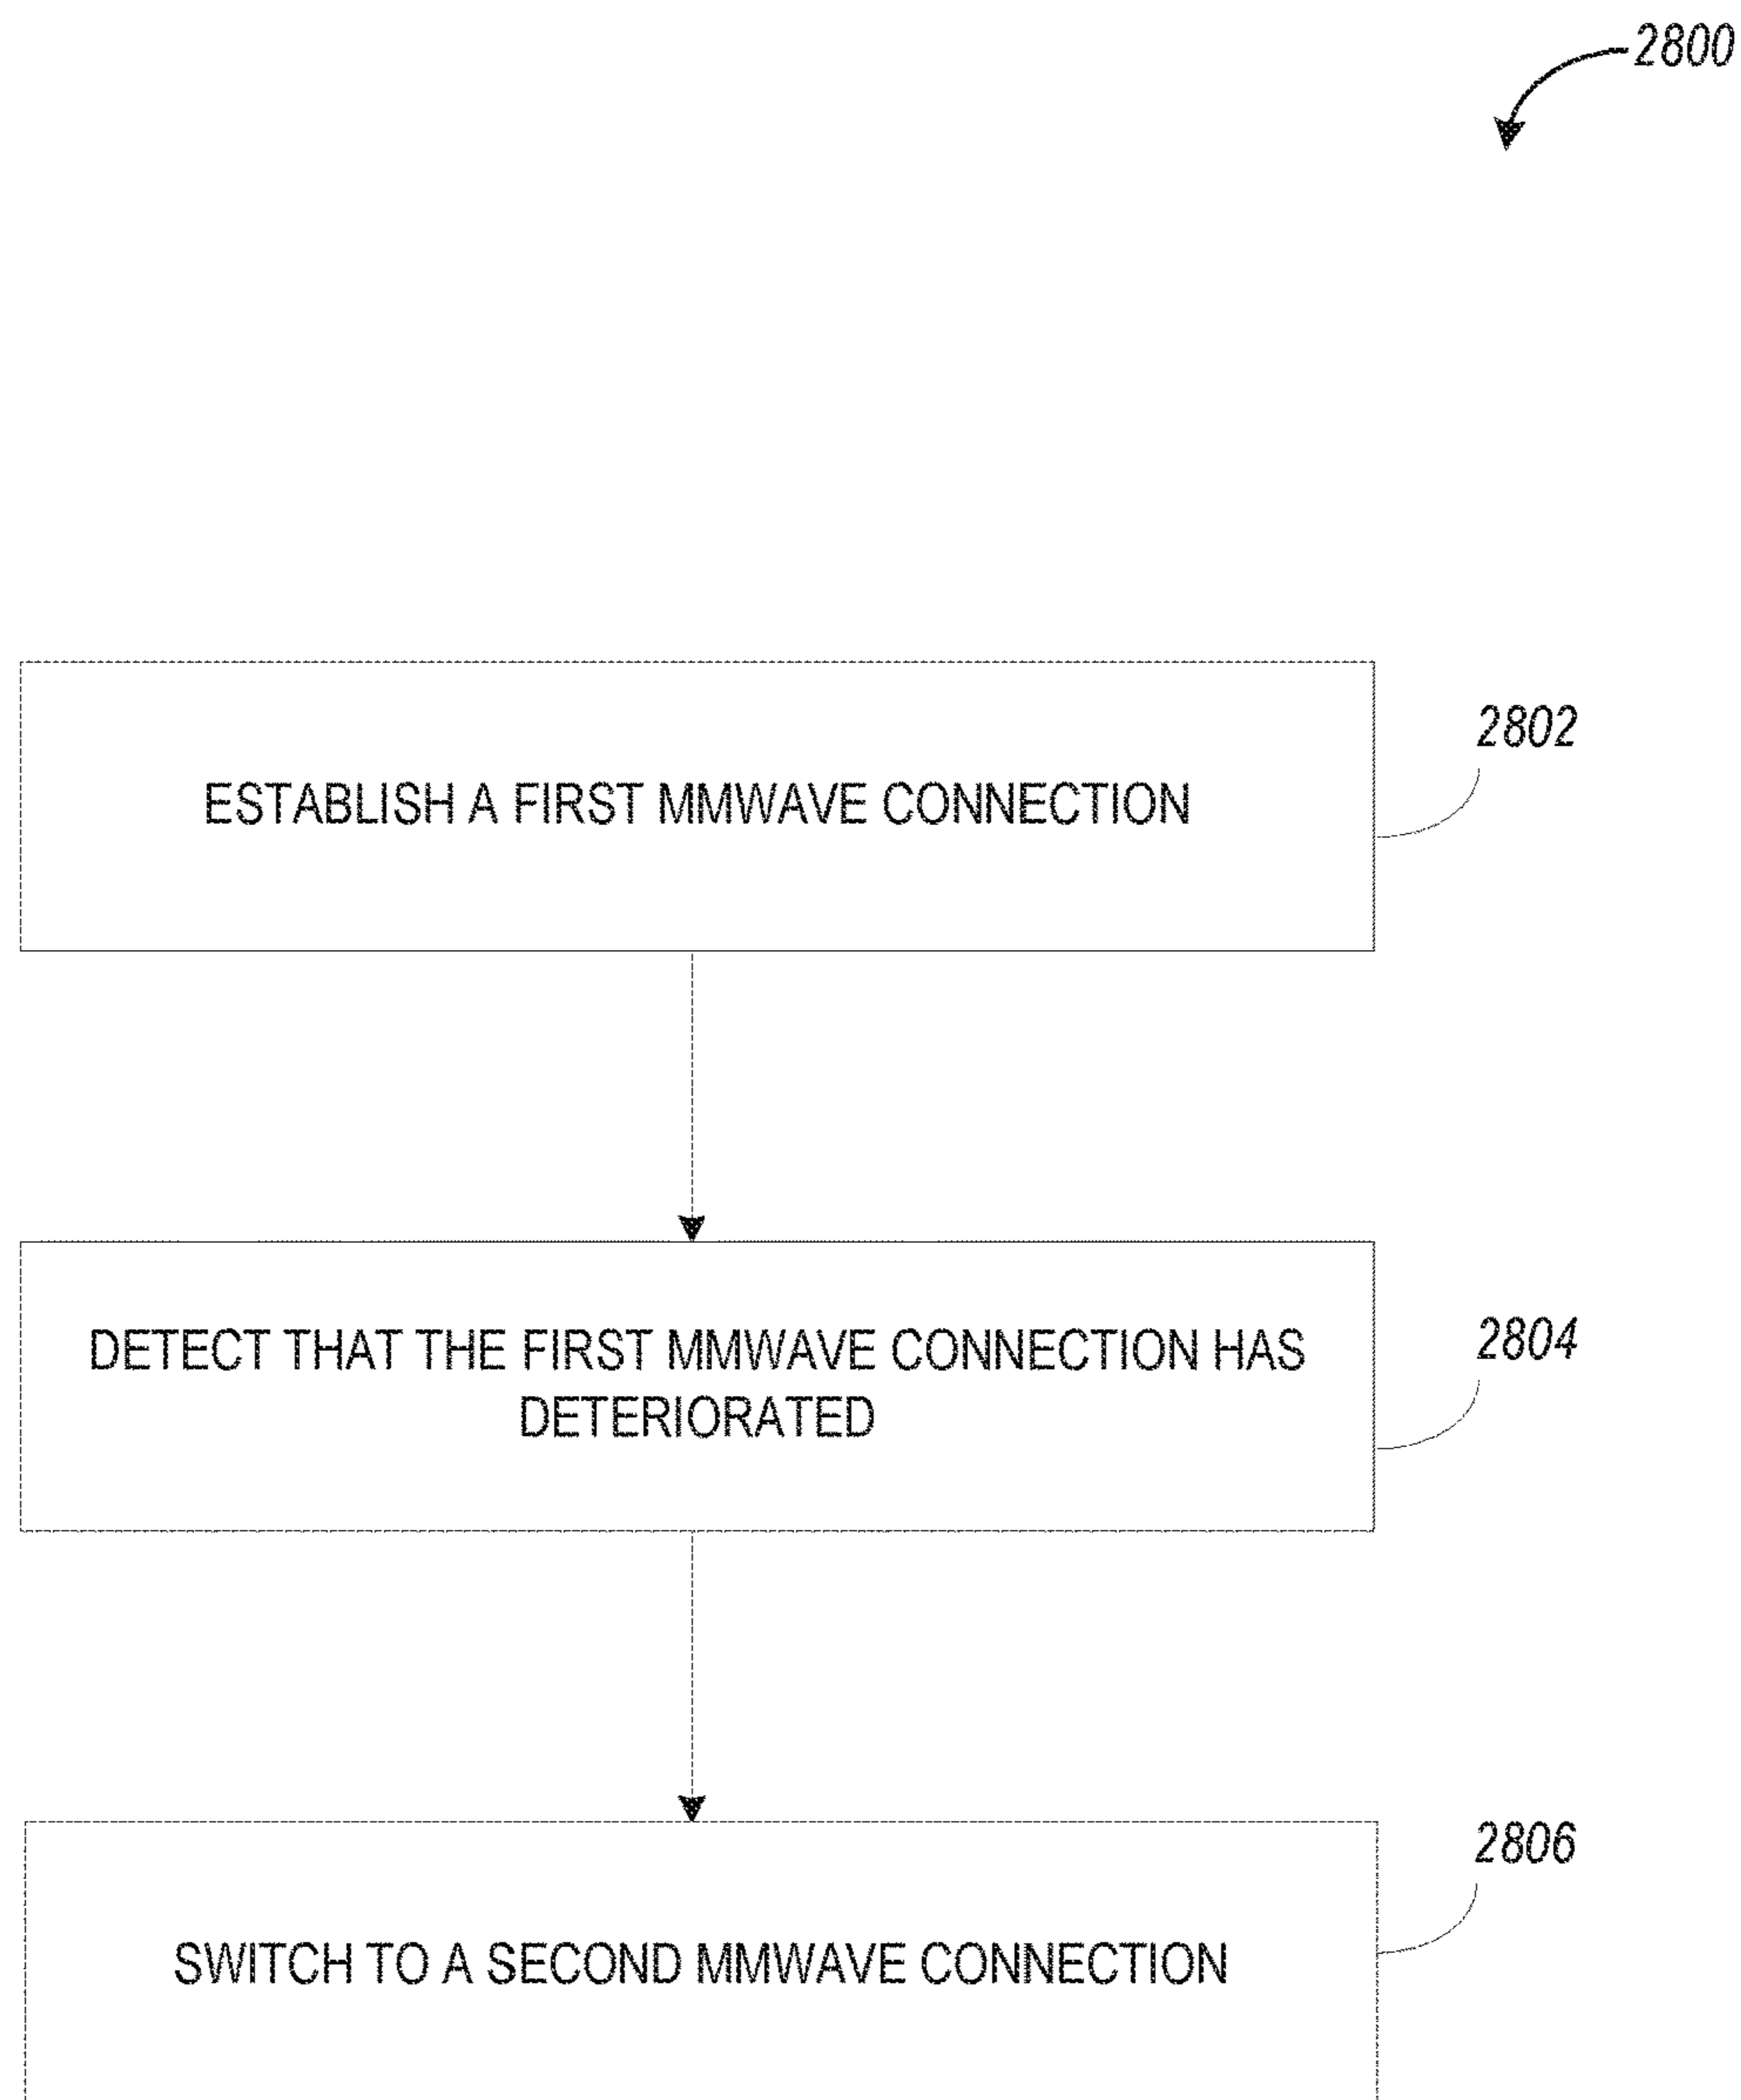 2800
ESTABLISH A FIRST MMWAVE CONNECTION
2802
DETECT THAT THE FIRST MMWAVE CONNECTION HAS
DETERIORATED
2804
SWITCH TO A SECOND MMWAVE CONNECTION
2806